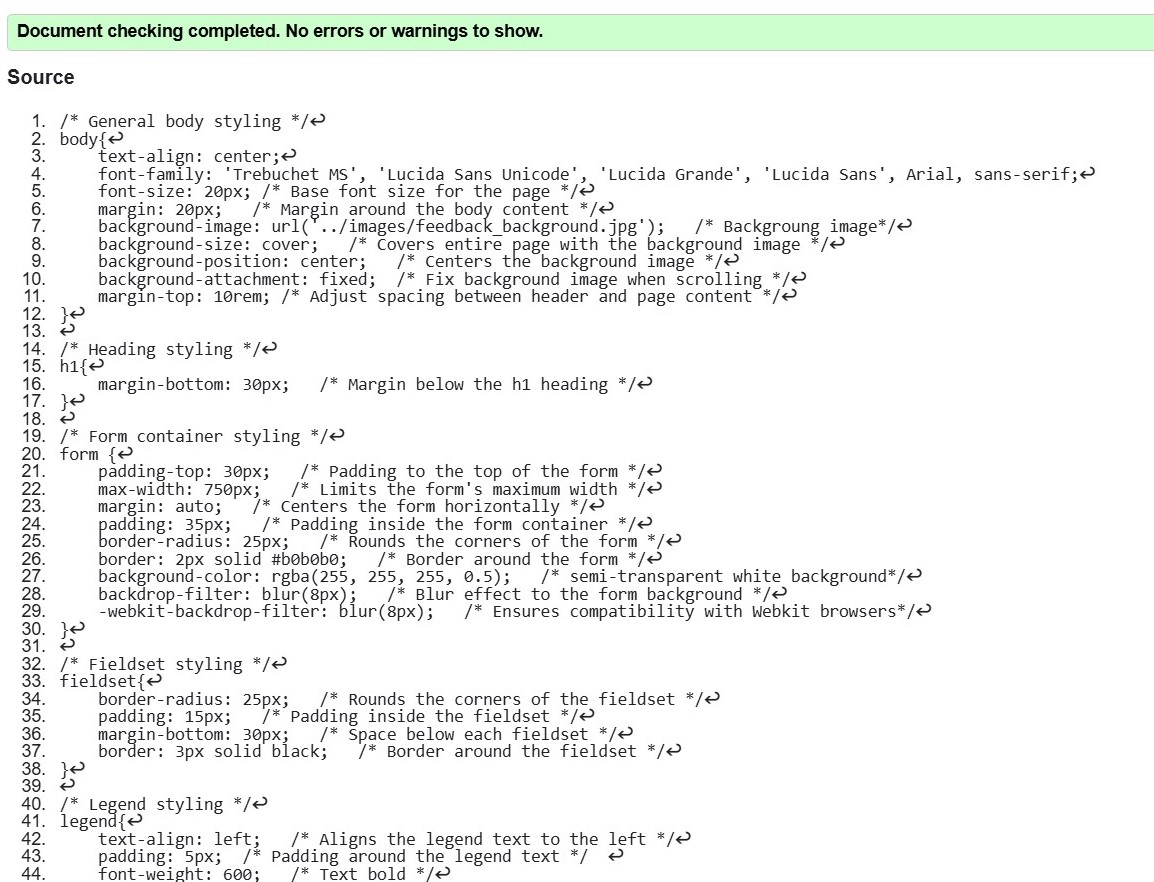 Document checking completed. No errors or warnings to show.
Source
1. /* General body styling */↩
2. body{↩
3.     text-align: center;↩
4.     font-family: 'Trebuchet MS', 'Lucida Sans Unicode', 'Lucida Grande', 'Lucida Sans', Arial, sans-serif;↩
5.     font-size: 20px; /* Base font size for the page */↩
6.     margin: 20px;   /* Margin around the body content */↩
7.     background-image: url('../images/feedback_background.jpg');   /* Backgroung image*/↩
8.     background-size: cover;   /* Covers entire page with the background image */↩
9.     background-position: center;   /* Centers the background image */↩
10.     background-attachment: fixed;  /* Fix background image when scrolling */↩
11.     margin-top: 10rem; /* Adjust spacing between header and page content */↩
12. }↩
13. ↩
14. /* Heading styling */↩
15. h1{↩
16.     margin-bottom: 30px;   /* Margin below the h1 heading */↩
17. }↩
18. ↩
19. /* Form container styling */↩
20. form {↩
21.     padding-top: 30px;   /* Padding to the top of the form */↩
22.     max-width: 750px;   /* Limits the form's maximum width */↩
23.     margin: auto;   /* Centers the form horizontally */↩
24.     padding: 35px;   /* Padding inside the form container */↩
25.     border-radius: 25px;   /* Rounds the corners of the form */↩
26.     border: 2px solid #b0b0b0;   /* Border around the form */↩
27.     background-color: rgba(255, 255, 255, 0.5);   /* semi-transparent white background*/↩
28.     backdrop-filter: blur(8px);   /* Blur effect to the form background */↩
29.     -webkit-backdrop-filter: blur(8px);   /* Ensures compatibility with Webkit browsers*/↩
30. }↩
31. ↩
32. /* Fieldset styling */↩
33. fieldset{↩
34.     border-radius: 25px;   /* Rounds the corners of the fieldset */↩
35.     padding: 15px;   /* Padding inside the fieldset */↩
36.     margin-bottom: 30px;   /* Space below each fieldset */↩
37.     border: 3px solid black;   /* Border around the fieldset */↩
38. }↩
39. ↩
40. /* Legend styling */↩
41. legend{↩
42.     text-align: left;   /* Aligns the legend text to the left */↩
43.     padding: 5px;  /* Padding around the legend text */  ↩
44.     font-weight: 600;   /* Text bold */↩